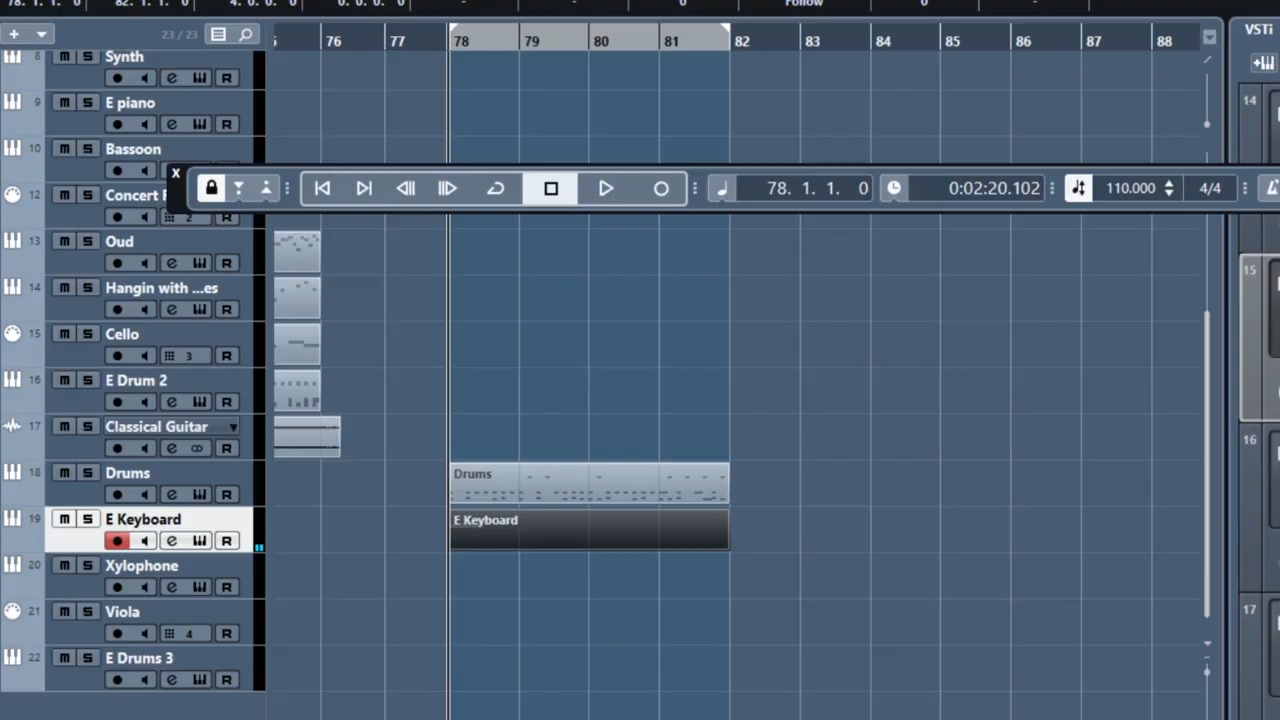 78. 1. 1. 0 82. 1. 1. 0 4. 0. 0. 0 0. 0. 0. 0 - - 0 Follow 0 -
23 / 23
76 77 78 79 80 81 82 83 84 85 86 87 88
VSTi
8 m S Synth
R
9 m S E piano
R
14
10 m S Bassoon
X
78. 1. 1. 0 0:02:20.102 110.000 4/4
12 m S Concert F
2
13 m S Oud
R
15
14 m S Hangin with ...es
R
15 m S Cello
3 R
16 m S E Drum 2
R
17 m S Classical Guitar
R
16
18 m S Drums
R
Drums
19 m S E Keyboard
R
E Keyboard
20 m S Xylophone
R
21 m S Viola
4 R
17
22 m S E Drums 3
R